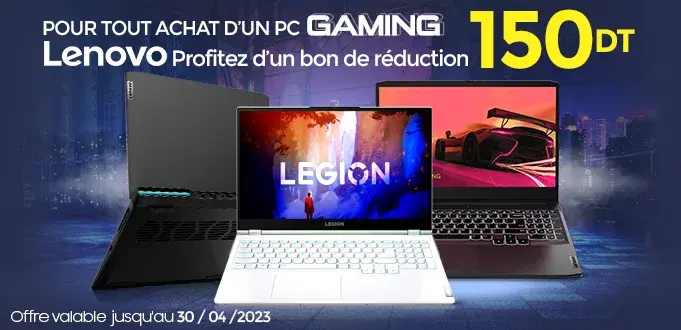 POUR TOUT ACHAT D'UN PC GAMING
Lenovo Profitez d'un bon de réduction 150DT
LEGION
LEGION
Offre valable jusqu'au 30 / 04 /2023